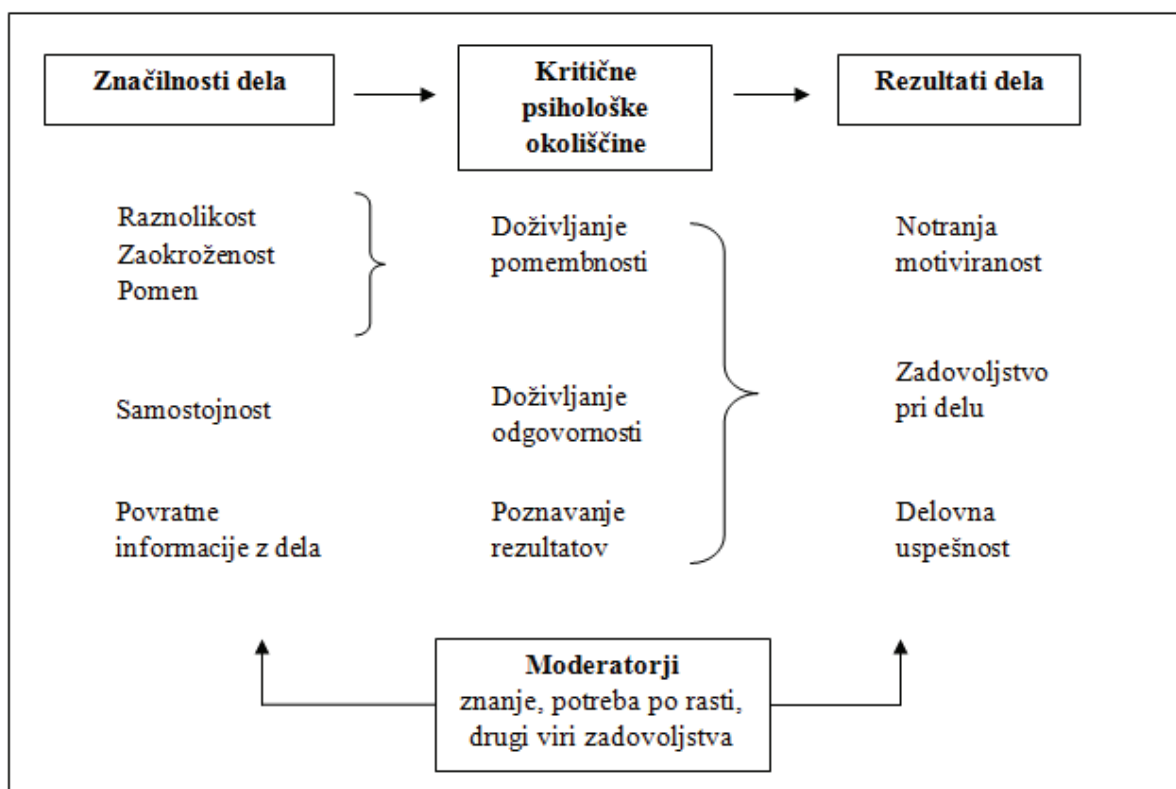 Značilnosti dela
Kritične
psihološke
okoliščine
Rezultati dela
Raznolikost
Zaokroženost
Pomen
Doživljanje
pomembnosti
Notranja
motiviranost
Samostojnost
Doživljanje
odgovornosti
Zadovoljstvo
pri delu
Povratne
informacije z dela
Poznavanje
rezultatov
Delovna
uspešnost
Moderatorji
znanje, potreba po rasti,
drugi viri zadovoljstva